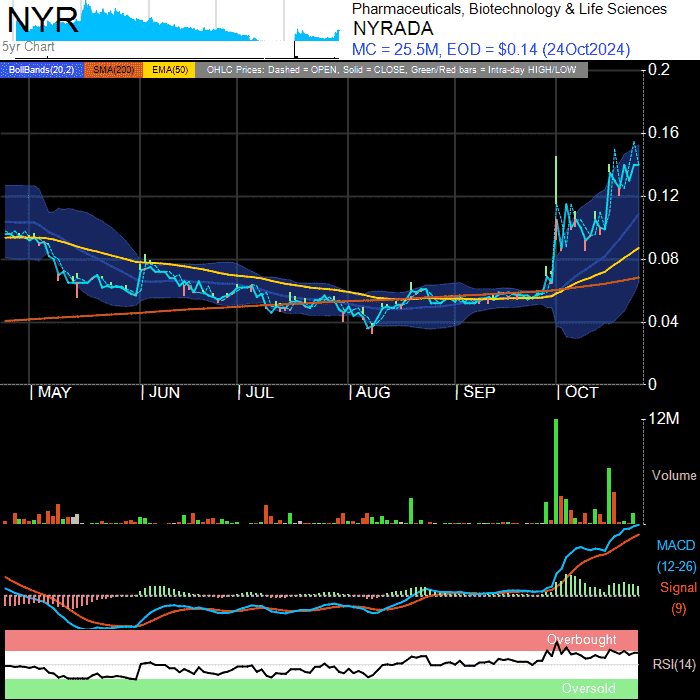 NYR
Pharmaceuticals, Biotechnology & Life Sciences
NYRADA
5yr Chart
MC = 25.5M, EOD = $0.14 (24Oct2024)
BollBands(20,2) SMA(200) EMA(50) OHLC Prices: Dashed = OPEN, Solid = CLOSE, Green/Red bars = Intra-day HIGH/LOW
0.2
0.16
0.12
0.08
0.04
0
MAY JUN JUL AUG SEP OCT
12M
Volume
MACD
(12-26)
Signal
(9)
Overbought
RSI(14)
Oversold